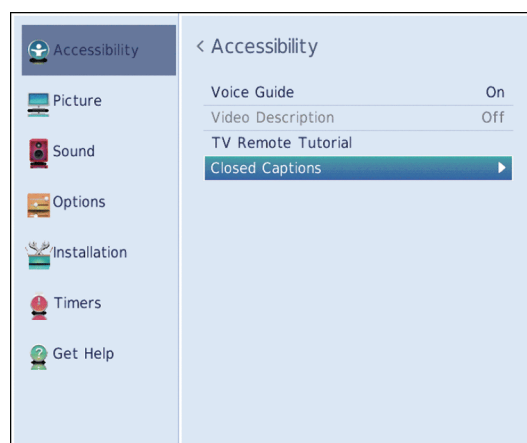 Accessibility
Picture
Sound
Options
Installation
Timers
Get Help
< Accessibility
Voice Guide On
Video Description Off
TV Remote Tutorial
Closed Captions